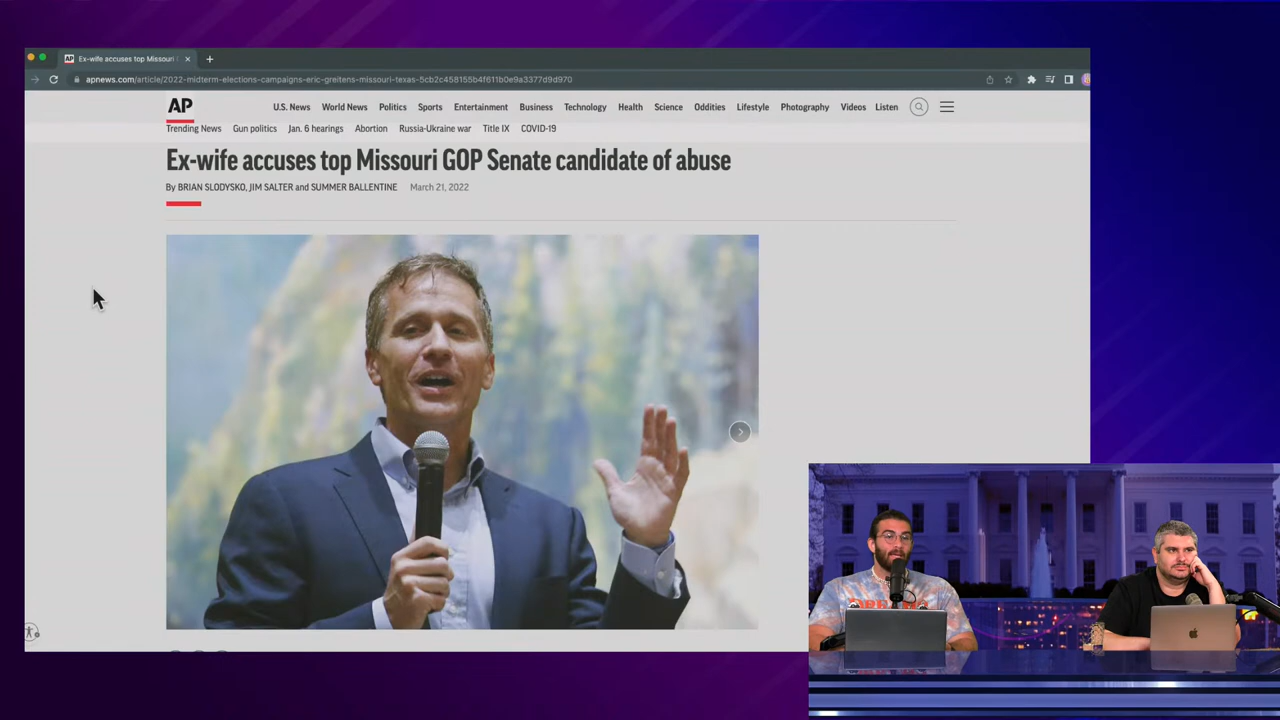 AP Ex-wife accuses top Missouri
apnews.com/article/2022-midterm-elections-campaigns-eric-greitens-missouri-texas-5cb2c458155b4f611b0e9a3377d9d970
AP U.S. News World News Politics Sports Entertainment Business Technology Health Science Oddities Lifestyle Photography Videos Listen
Trending News Gun politics Jan. 6 hearings Abortion Russia-Ukraine war Title IX COVID-19
Ex-wife accuses top Missouri GOP Senate candidate of abuse
By BRIAN SLODYSKO, JIM SALTER and SUMMER BALLENTINE March 21, 2022